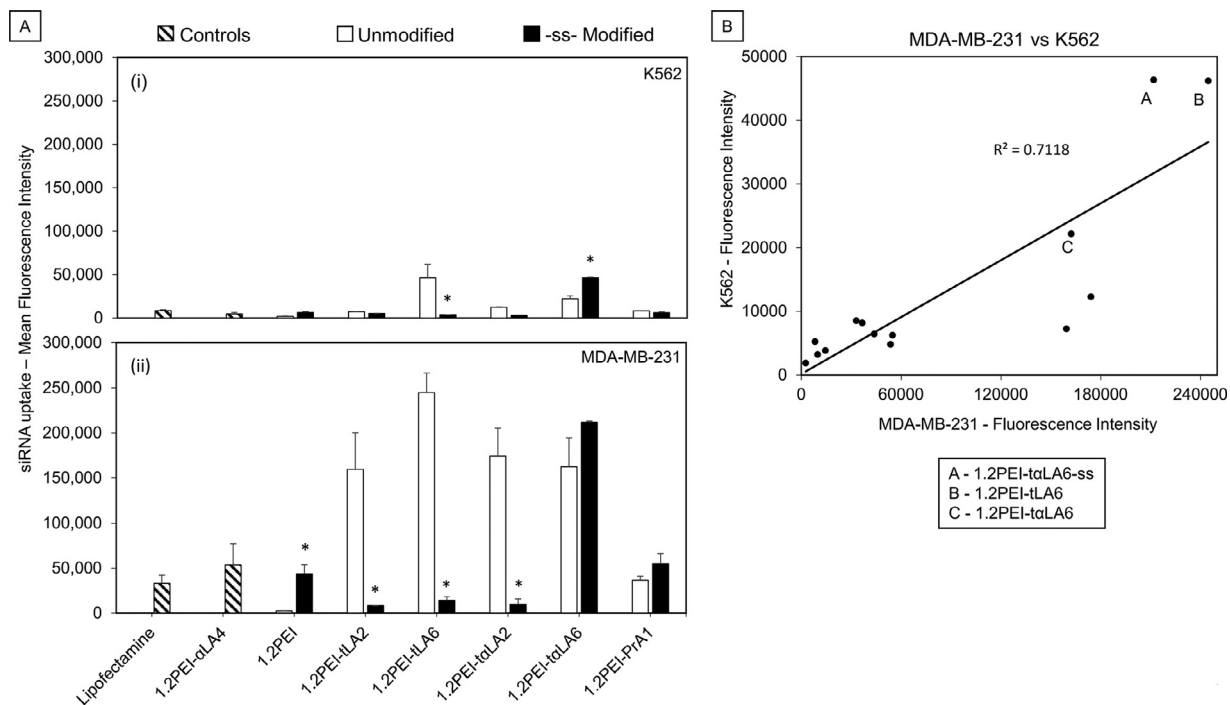 A
Controls
Unmodified
-ss- Modified
siRNA uptake – Mean Fluorescence Intensity
300,000
250,000
200,000
150,000
100,000
50,000
0
(i)
K562
*
*
300,000
250,000
200,000
150,000
100,000
50,000
0
(ii)
MDA-MB-231
*
*
*
*
Lipofectamine
1.2PEI-αLA4
1.2PEI
1.2PEI-tLA2
1.2PEI-tLA6
1.2PEI-tαLA2
1.2PEI-tαLA6
1.2PEI-PrA1
B
MDA-MB-231 vs K562
K562 - Fluorescence Intensity
50000
40000
30000
20000
10000
0
A
B
R² = 0.7118
C
0
60000
120000
180000
240000
MDA-MB-231 - Fluorescence Intensity
A - 1.2PEI-tαLA6-ss
B - 1.2PEI-tLA6
C - 1.2PEI-tαLA6